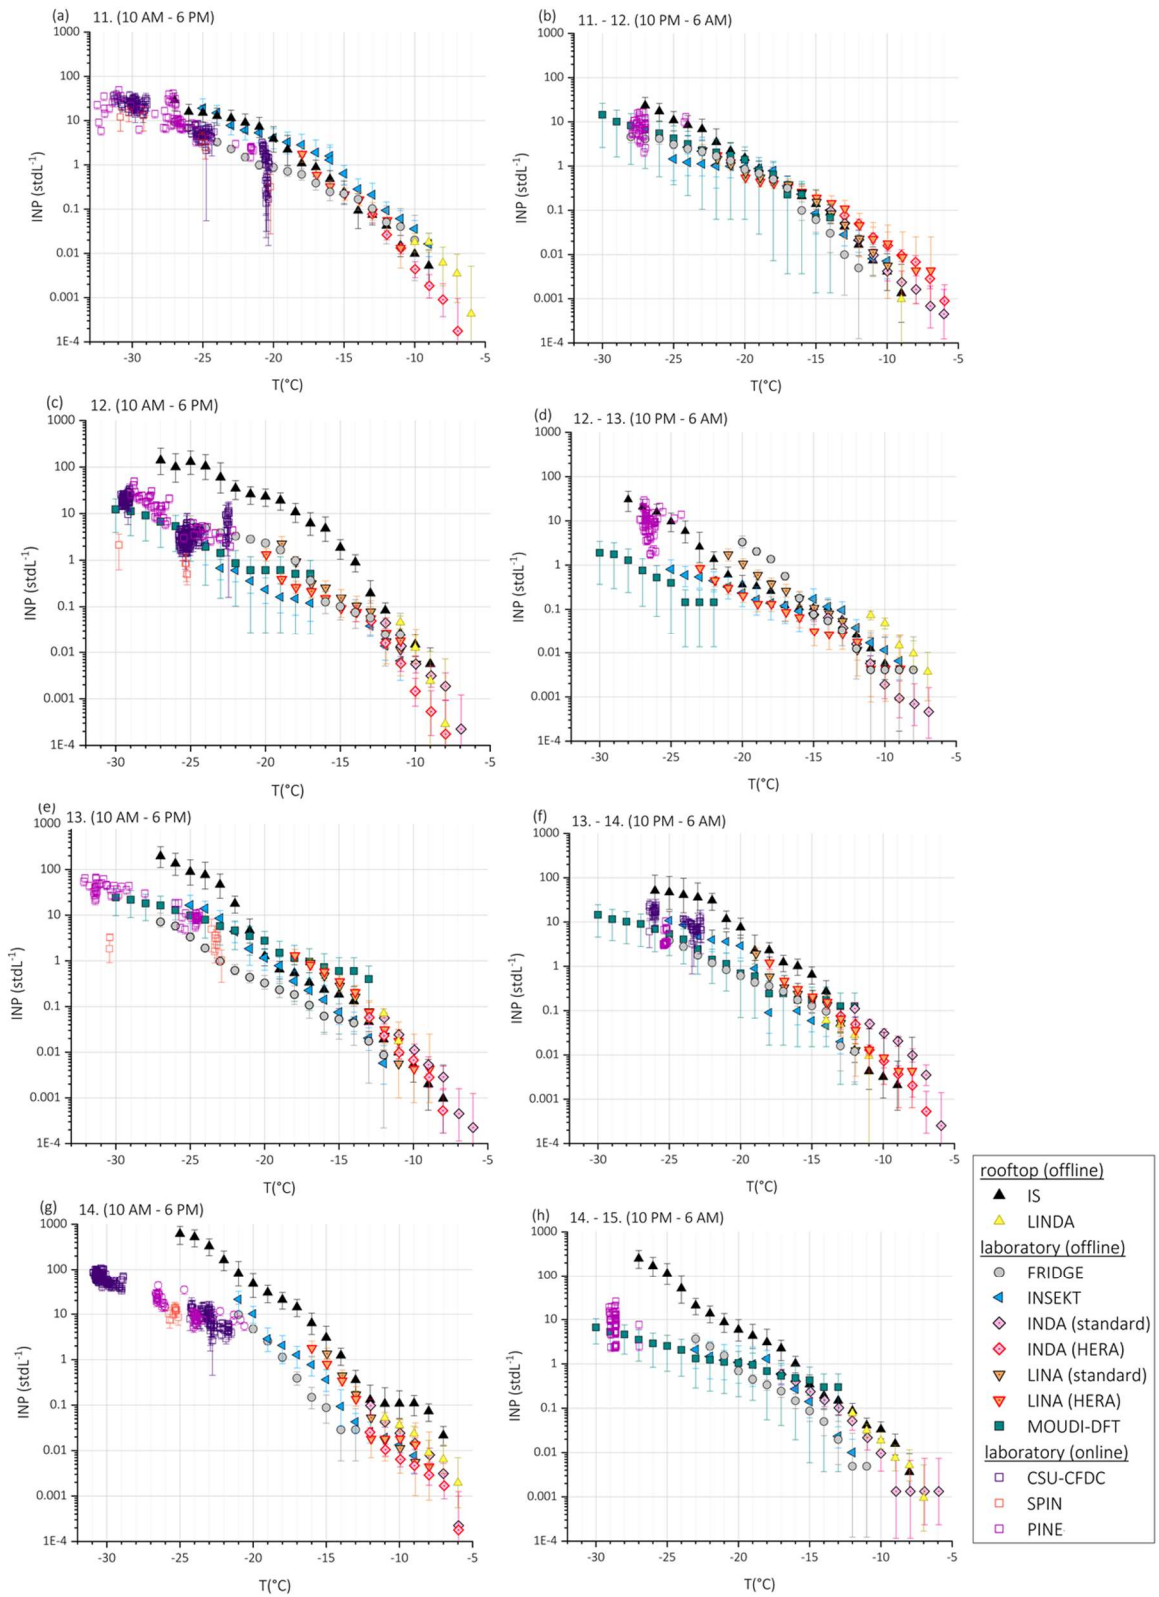 (a) 11. (10 AM - 6 PM)
1000
100
10
1
0.1
0.01
0.001
1E-4
INP (stdL⁻¹)
-30 -25 -20 -15 -10 -5
T(°C)
(b) 11. - 12. (10 PM - 6 AM)
1000
100
10
1
0.1
0.01
0.001
1E-4
INP (stdL⁻¹)
-30 -25 -20 -15 -10 -5
T(°C)
(c) 12. (10 AM - 6 PM)
1000
100
10
1
0.1
0.01
0.001
1E-4
INP (stdL⁻¹)
-30 -25 -20 -15 -10 -5
T(°C)
(d) 12. - 13. (10 PM - 6 AM)
1000
100
10
1
0.1
0.01
0.001
1E-4
INP (stdL⁻¹)
-30 -25 -20 -15 -10 -5
T(°C)
(e) 13. (10 AM - 6 PM)
1000
100
10
1
0.1
0.01
0.001
1E-4
INP (stdL⁻¹)
-30 -25 -20 -15 -10 -5
T(°C)
(f) 13. - 14. (10 PM - 6 AM)
1000
100
10
1
0.1
0.01
0.001
1E-4
INP (stdL⁻¹)
-30 -25 -20 -15 -10 -5
T(°C)
(g) 14. (10 AM - 6 PM)
1000
100
10
1
0.1
0.01
0.001
1E-4
INP (stdL⁻¹)
-30 -25 -20 -15 -10 -5
T(°C)
(h) 14. - 15. (10 PM - 6 AM)
1000
100
10
1
0.1
0.01
0.001
1E-4
INP (stdL⁻¹)
-30 -25 -20 -15 -10 -5
T(°C)
rooftop (offline)
IS
LINDA
laboratory (offline)
FRIDGE
INSEKT
INDA (standard)
INDA (HERA)
LINA (standard)
LINA (HERA)
MOUDI-DFT
laboratory (online)
CSU-CFDC
SPIN
PINE